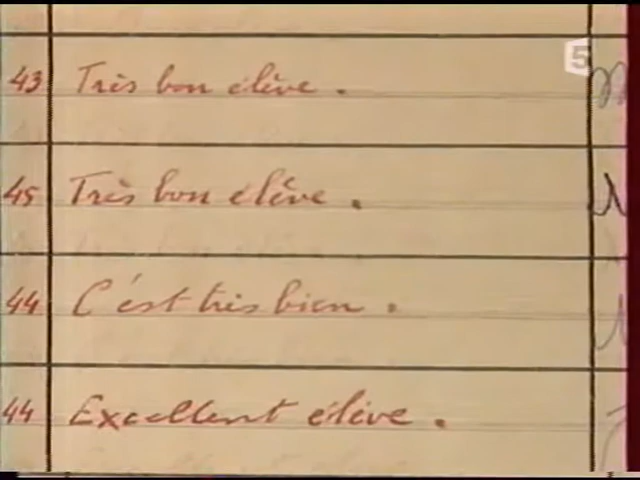 5
43 Très bon élève.
45 Très bon élève.
44 C'est très bien.
44 Excellent élève.